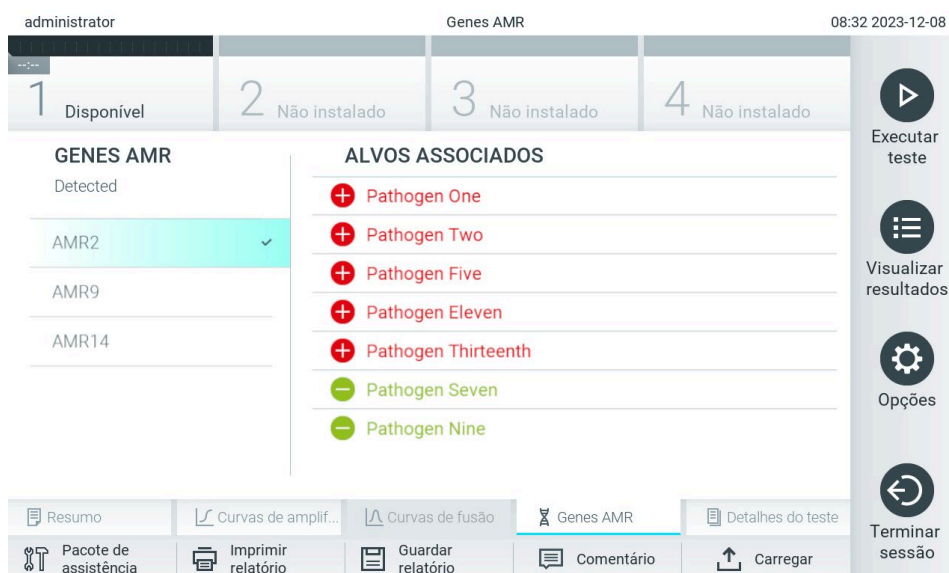 administrator
Genes AMR
08:32 2023-12-08
--:--
1 Disponível
2 Não instalado
3 Não instalado
4 Não instalado
GENES AMR
Detected
AMR2
AMR9
AMR14
ALVOS ASSOCIADOS
Pathogen One
Pathogen Two
Pathogen Five
Pathogen Eleven
Pathogen Thirteenth
Pathogen Seven
Pathogen Nine
Executar
teste
Visualizar
resultados
Opções
Terminar
sessão
Resumo
Curvas de amplif...
Curvas de fusão
Genes AMR
Detalhes do teste
Pacote de
assistência
Imprimir
relatório
Guardar
relatório
Comentário
Carregar